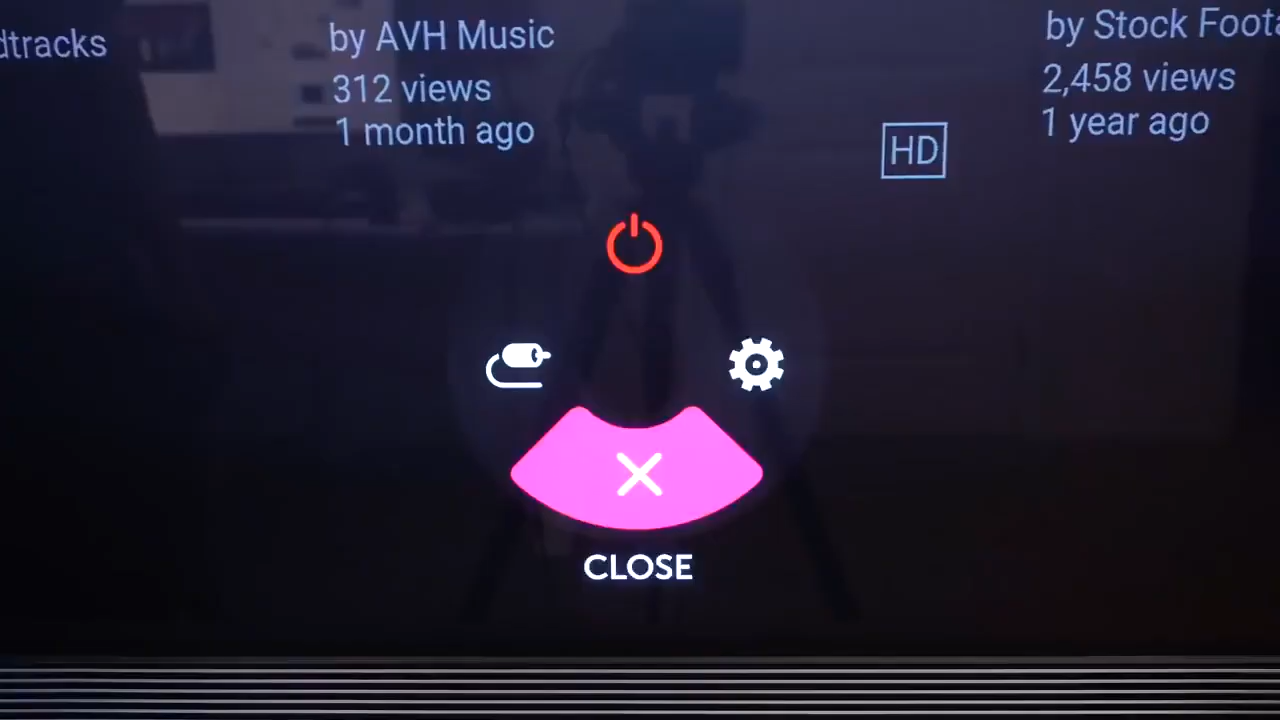 dtracks
by AVH Music
312 views
1 month ago
HD
by Stock Foota
2,458 views
1 year ago
CLOSE